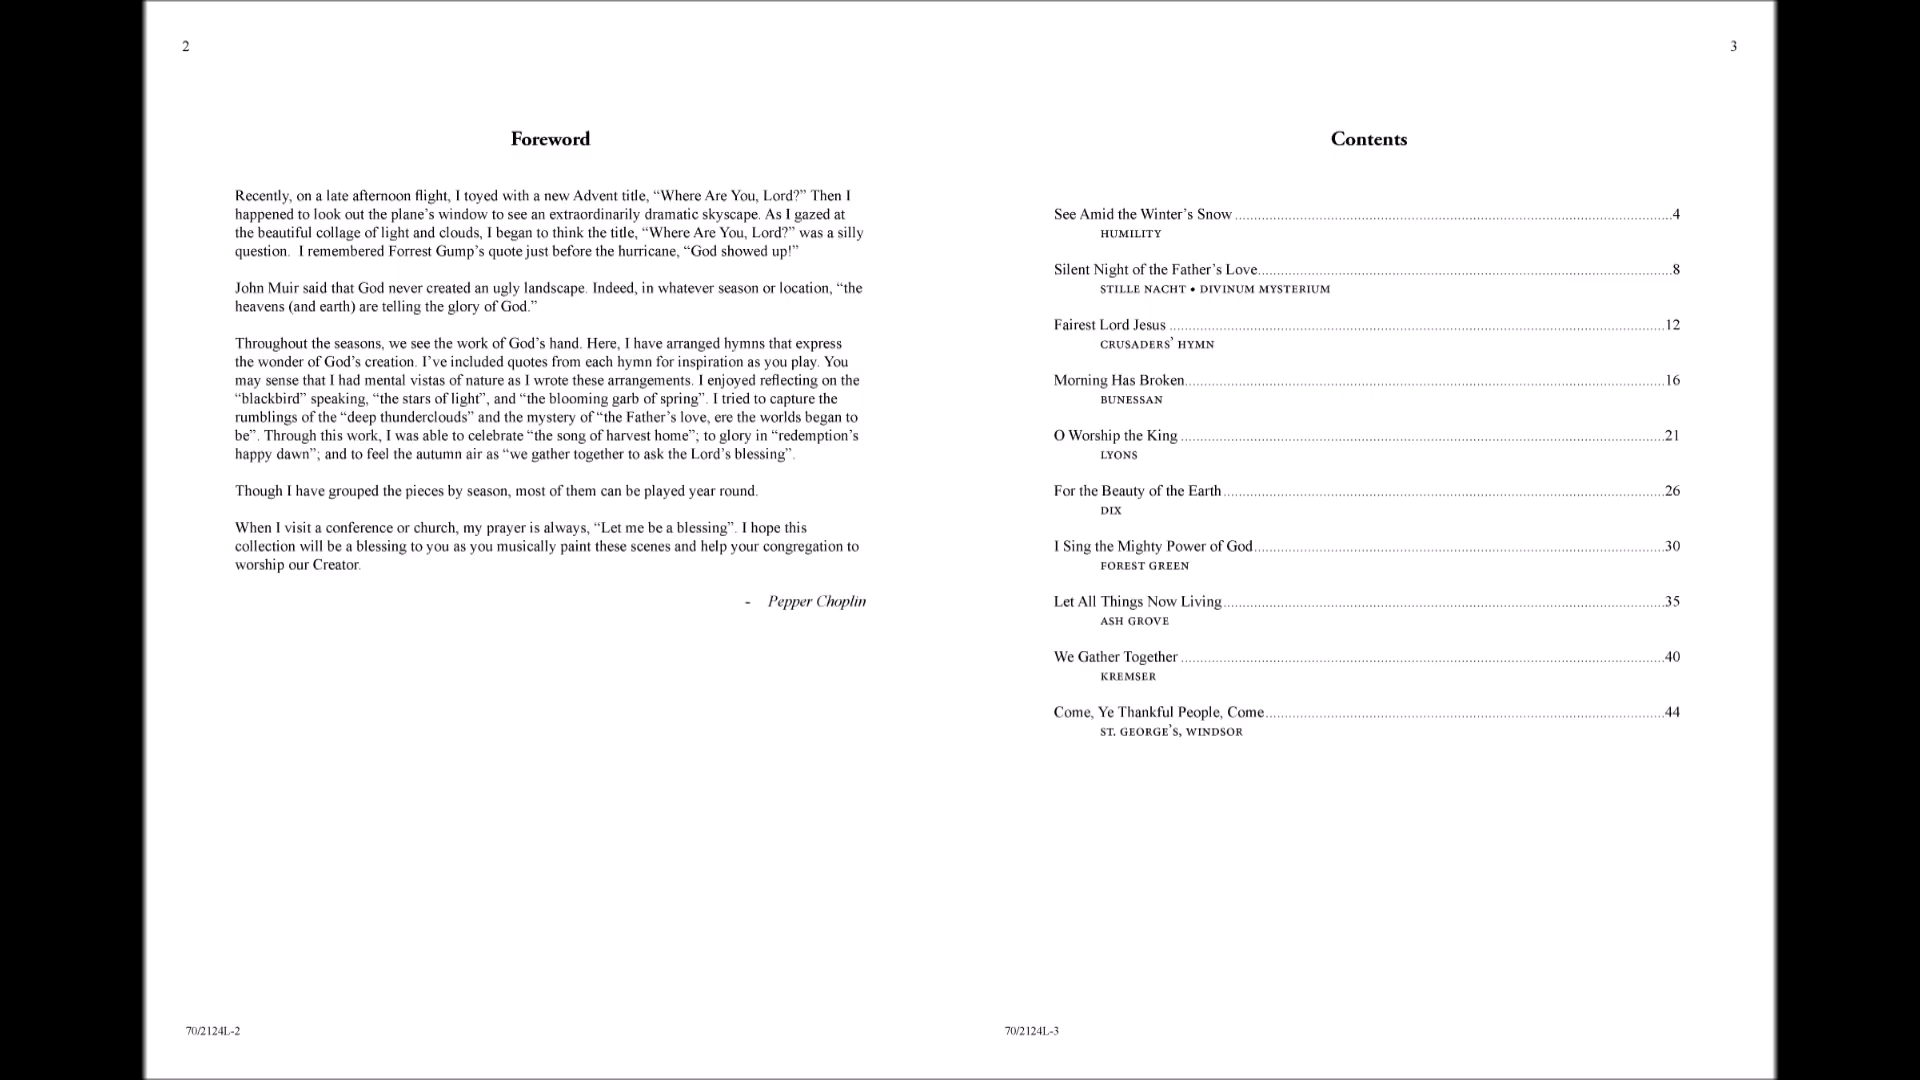 2
Foreword
Recently, on a late afternoon flight, I toyed with a new Advent title, “Where Are You, Lord?” Then I
happened to look out the plane’s window to see an extraordinarily dramatic skyscape. As I gazed at
the beautiful collage of light and clouds, I began to think the title, “Where Are You, Lord?” was a silly
question.  I remembered Forrest Gump’s quote just before the hurricane, “God showed up!”
John Muir said that God never created an ugly landscape. Indeed, in whatever season or location, “the
heavens (and earth) are telling the glory of God.”
Throughout the seasons, we see the work of God’s hand. Here, I have arranged hymns that express
the wonder of God’s creation. I’ve included quotes from each hymn for inspiration as you play. You
may sense that I had mental vistas of nature as I wrote these arrangements. I enjoyed reflecting on the
“blackbird” speaking, “the stars of light”, and “the blooming garb of spring”. I tried to capture the
rumblings of the “deep thunderclouds” and the mystery of “the Father’s love, ere the worlds began to
be”. Through this work, I was able to celebrate “the song of harvest home”; to glory in “redemption’s
happy dawn”; and to feel the autumn air as “we gather together to ask the Lord’s blessing”.
Though I have grouped the pieces by season, most of them can be played year round.
When I visit a conference or church, my prayer is always, “Let me be a blessing”. I hope this
collection will be a blessing to you as you musically paint these scenes and help your congregation to
worship our Creator.
- Pepper Choplin
70/2124L-2
3
Contents
See Amid the Winter’s Snow ........ 4
HUMILITY
Silent Night of the Father’s Love ........ 8
STILLE NACHT • DIVINUM MYSTERIUM
Fairest Lord Jesus ........ 12
CRUSADERS’ HYMN
Morning Has Broken ........ 16
BUNESSAN
O Worship the King ........ 21
LYONS
For the Beauty of the Earth ........ 26
DIX
I Sing the Mighty Power of God ........ 30
FOREST GREEN
Let All Things Now Living ........ 35
ASH GROVE
We Gather Together ........ 40
KREMSER
Come, Ye Thankful People, Come ........ 44
ST. GEORGE’S, WINDSOR
70/2124L-3